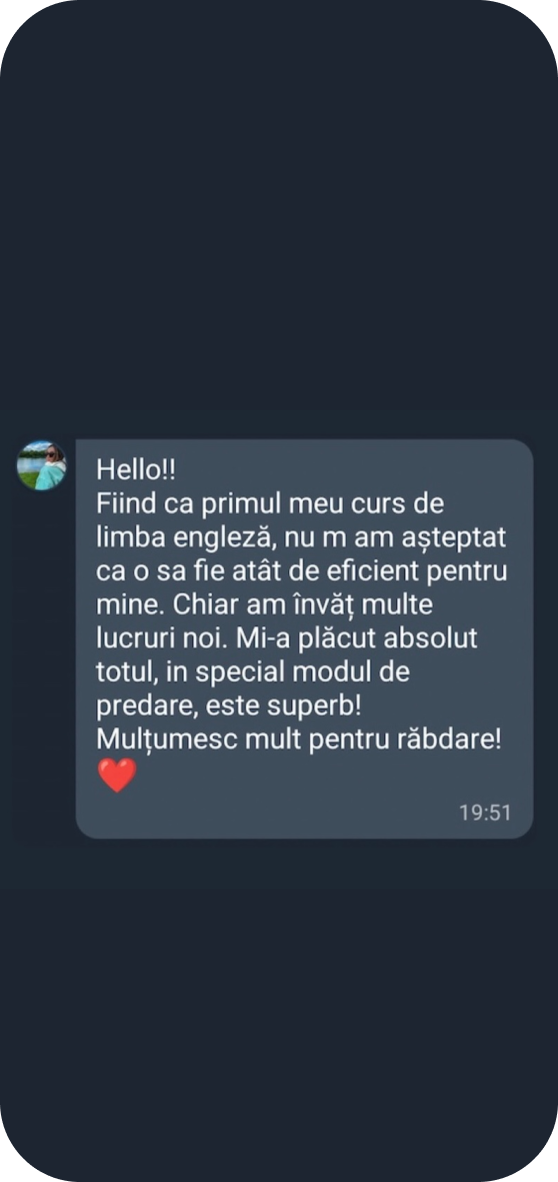 Hello!!
Fiind ca primul meu curs de
limba engleză, nu m am așteptat
ca o sa fie atât de eficient pentru
mine. Chiar am învăț multe
lucruri noi. Mi-a plăcut absolut
totul, in special modul de
predare, este superb!
Mulțumesc mult pentru răbdare!
❤️
19:51